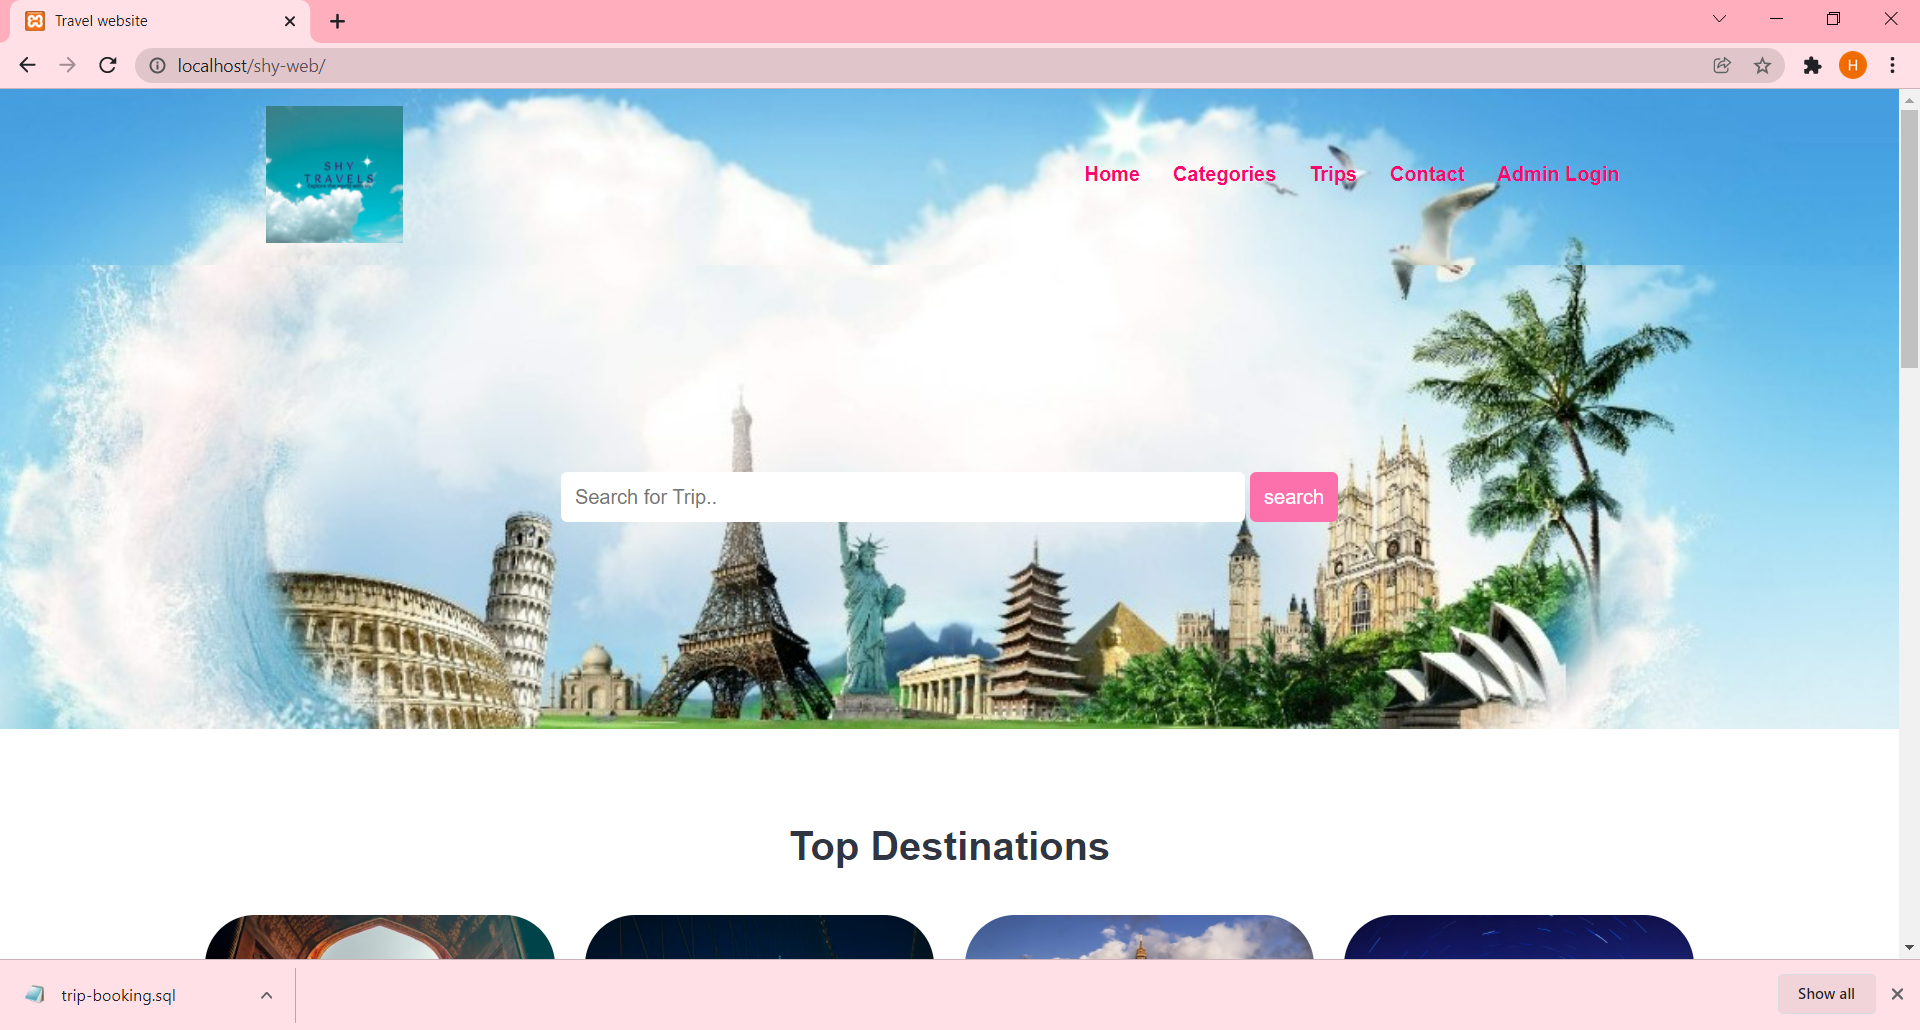 Travel website
localhost/shy-web/
H
SHY
TRAVELS
Home Categories Trips Contact Admin Login
Search for Trip.. search
Top Destinations
trip-booking.sql
Show all